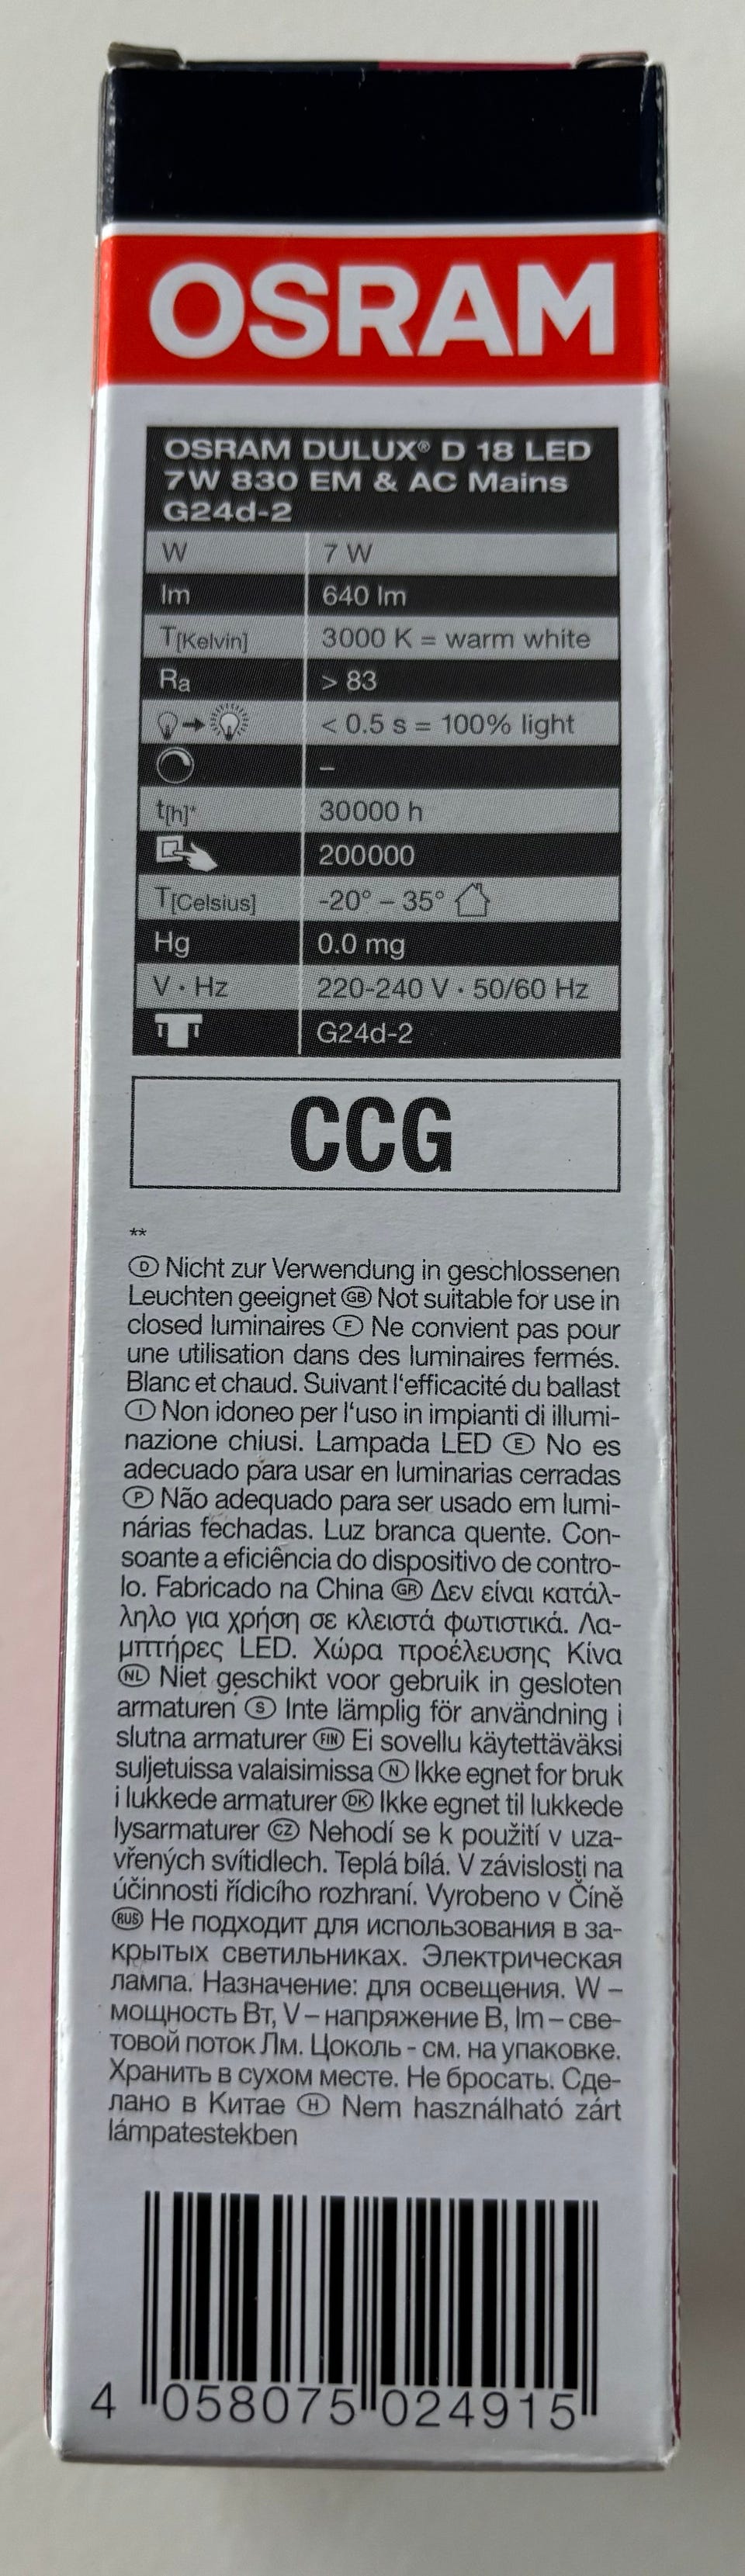 OSRAM
OSRAM DULUX® D 18 LED
7W 830 EM & AC Mains
G24d-2
W 7 W
lm 640 lm
T[Kelvin] 3000 K = warm white
Ra > 83
< 0.5 s = 100% light
–
t[h]* 30000 h
200000
T[Celsius] -20° – 35°
Hg 0.0 mg
V · Hz 220-240 V · 50/60 Hz
G24d-2
CCG
**
D Nicht zur Verwendung in geschlossenen
Leuchten geeignet GB Not suitable for use in
closed luminaires F Ne convient pas pour
une utilisation dans des luminaires fermés.
Blanc et chaud. Suivant l'efficacité du ballast
I Non idoneo per l'uso in impianti di illumi-
nazione chiusi. Lampada LED E No es
adecuado para usar en luminarias cerradas
P Não adequado para ser usado em lumi-
nárias fechadas. Luz branca quente. Con-
soante a eficiência do dispositivo de contro-
lo. Fabricado na China GR Δεν είναι κατάλ-
ληλο για χρήση σε κλειστά φωτιστικά. Λα-
μπτήρες LED. Χώρα προέλευσης Κίνα
NL Niet geschikt voor gebruik in gesloten
armaturen S Inte lämplig för användning i
slutna armaturer FIN Ei sovellu käytettäväksi
suljetuissa valaisimissa N Ikke egnet for bruk
i lukkede armaturer DK Ikke egnet til lukkede
lysarmaturer CZ Nehodí se k použití v uza-
vřených svítidlech. Teplá bílá. V závislosti na
účinnosti řídicího rozhraní. Vyrobeno v Číně
RUS Не подходит для использования в за-
крытых светильниках. Электрическая
лампа. Назначение: для освещения. W –
мощность Вт, V – напряжение В, lm – све-
товой поток Лм. Цоколь - см. на упаковке.
Хранить в сухом месте. Не бросать. Сде-
лано в Китае H Nem használható zárt
lámpatestekben
4 058075 024915